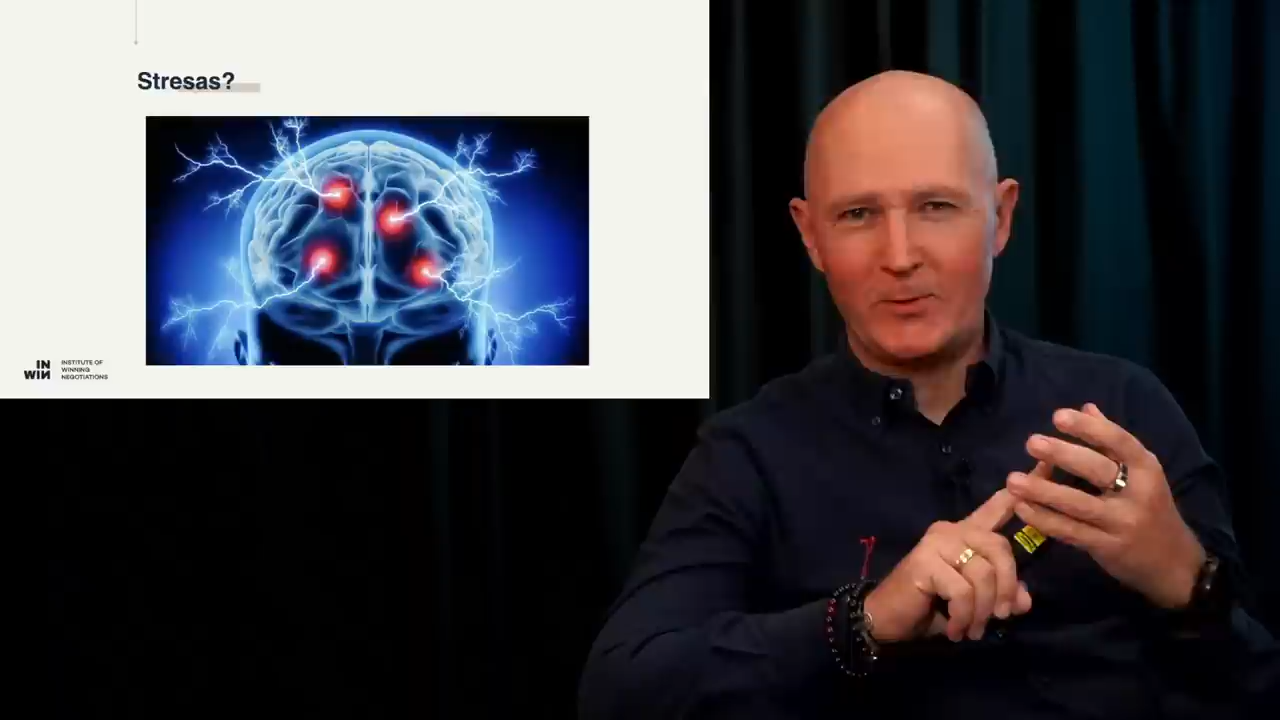 Stresas?
IN
WIN
INSTITUTE OF
WINNING
NEGOTIATIONS